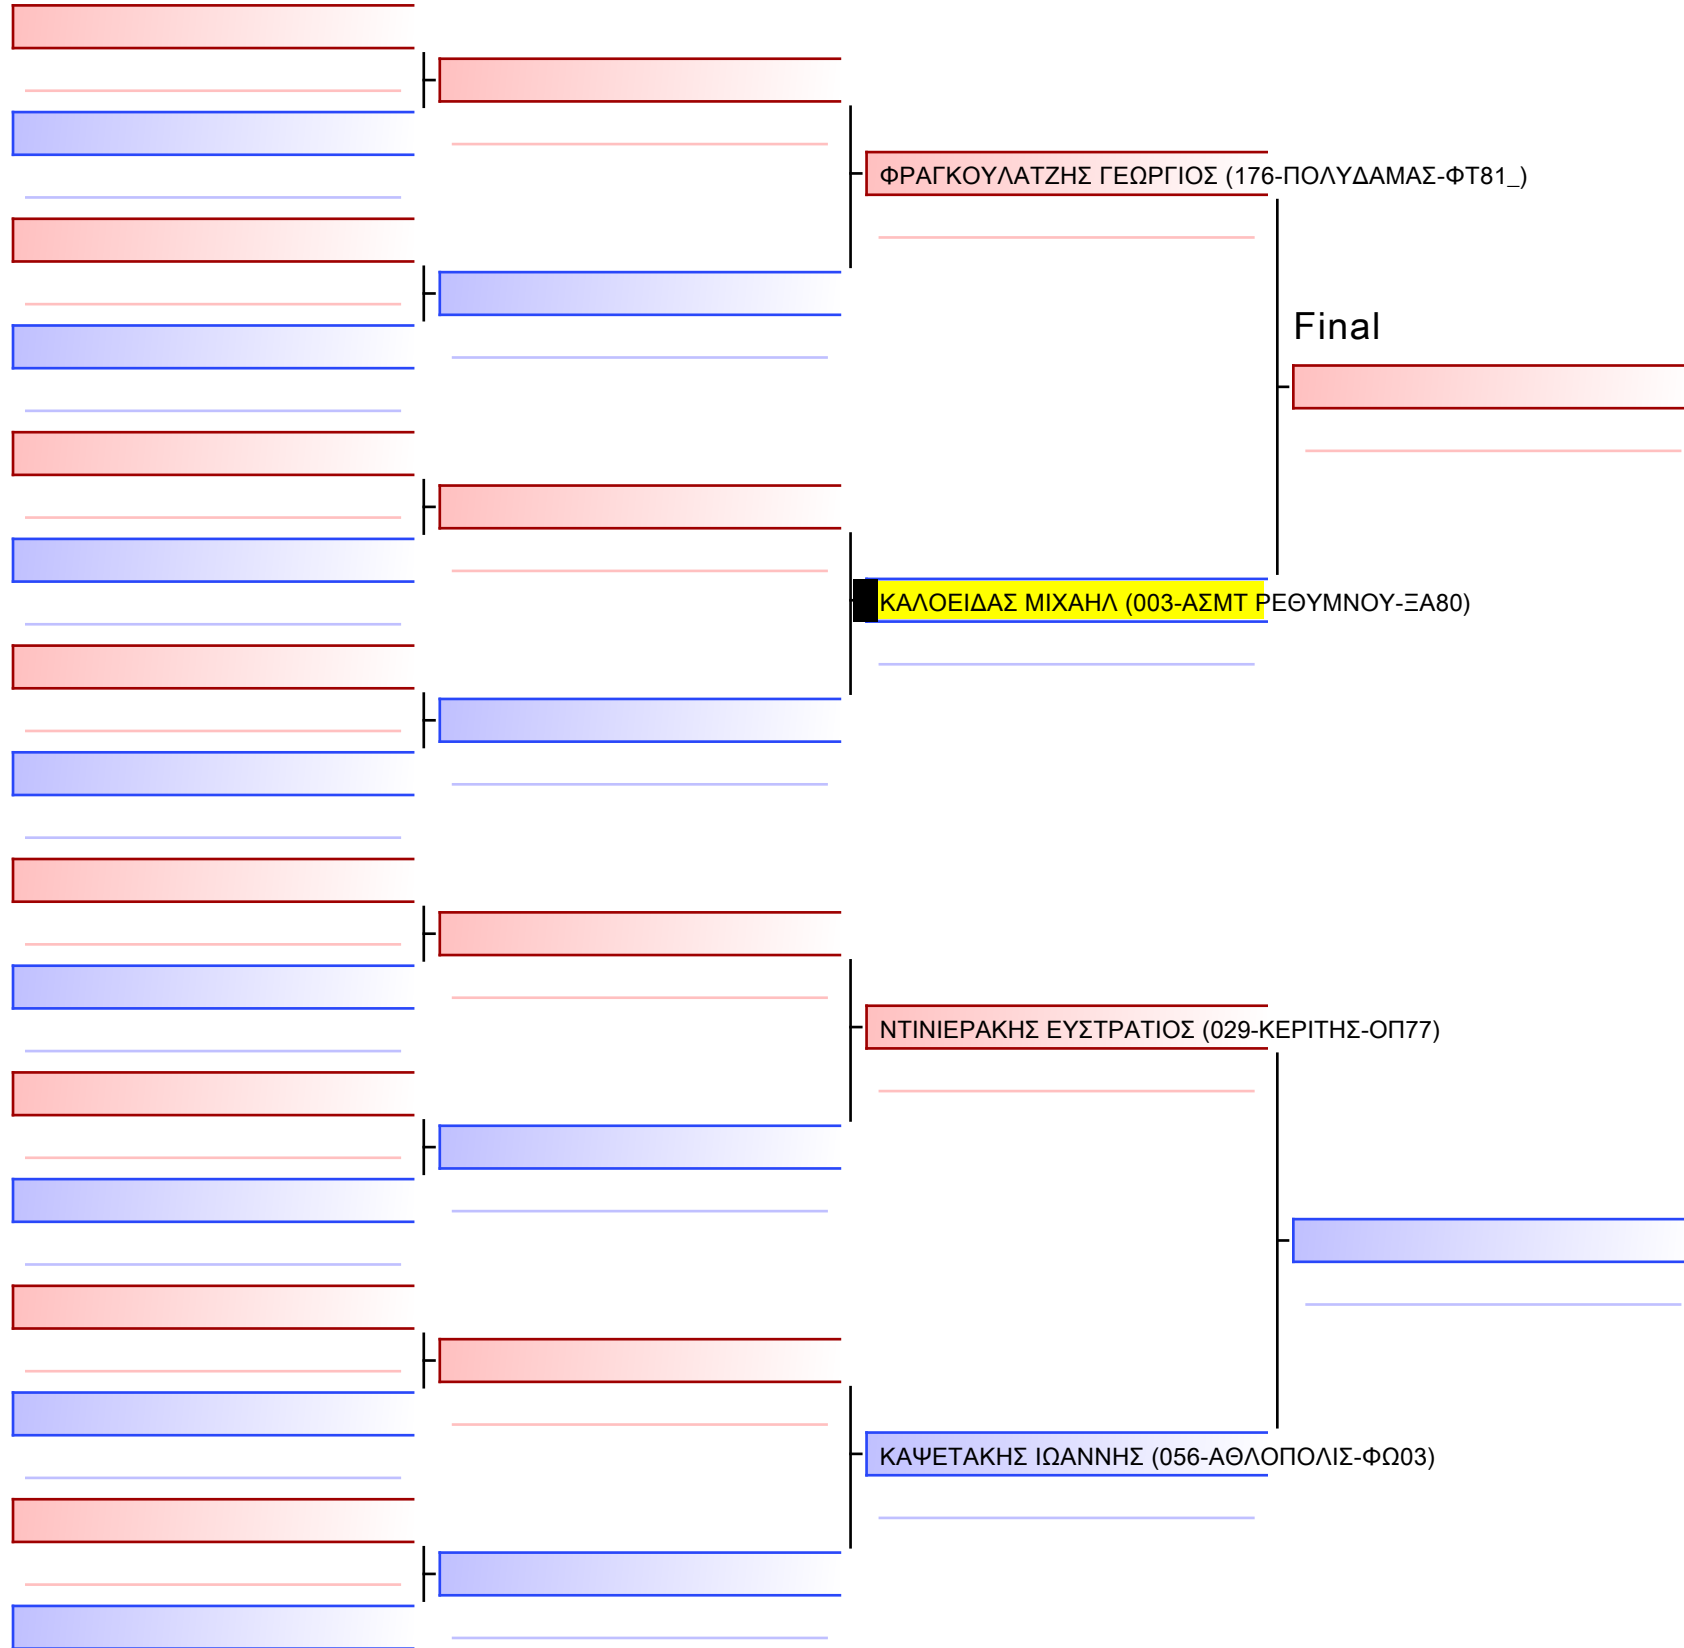 ΦΡΑΓΚΟΥΛΑΤΖΗΣ ΓΕΩΡΓΙΟΣ (176-ΠΟΛΥΔΑΜΑΣ-ΦΤ81_)
Final
ΚΑΛΟΕΙΔΑΣ ΜΙΧΑΗΛ (003-ΑΣΜΤ ΡΕΘΥΜΝΟΥ-ΞΑ80)
ΝΤΙΝΙΕΡΑΚΗΣ ΕΥΣΤΡΑΤΙΟΣ (029-ΚΕΡΙΤΗΣ-ΟΠ77)
ΚΑΨΕΤΑΚΗΣ ΙΩΑΝΝΗΣ (056-ΑΘΛΟΠΟΛΙΣ-ΦΩ03)